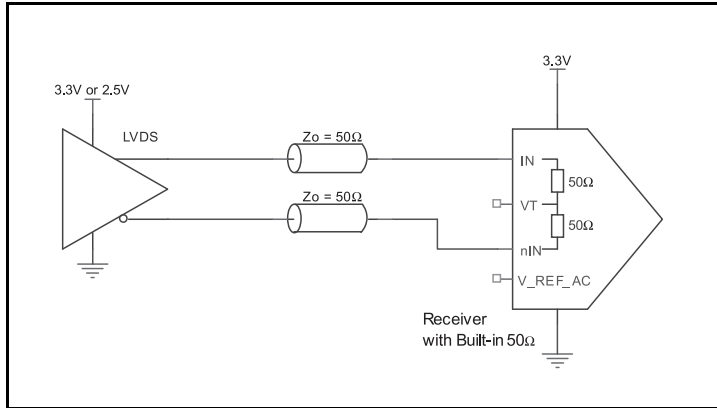 3.3V
3.3V or 2.5V
LVDS
Zo = 50Ω
IN
50Ω
Zo = 50Ω
VT
50Ω
nIN
V_REF_AC
Receiver
with Built-in 50Ω